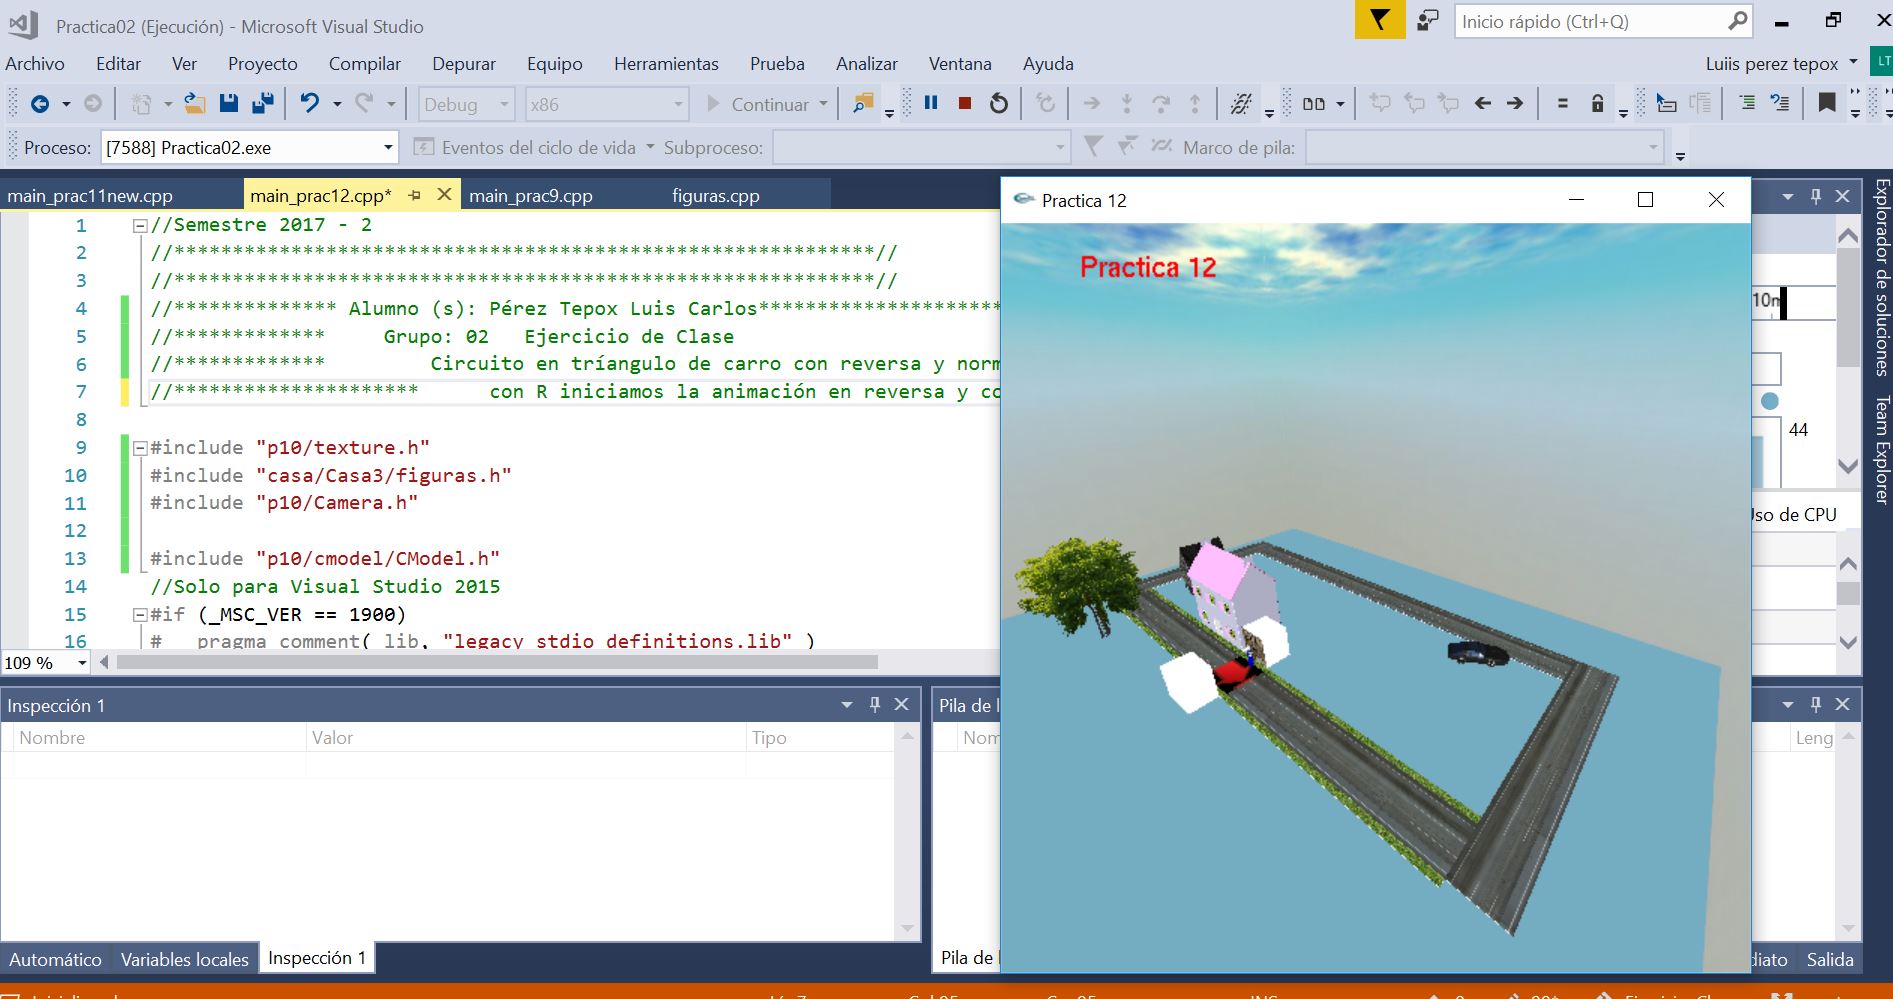 Practica02 (Ejecución) - Microsoft Visual Studio
Inicio rápido (Ctrl+Q)
Archivo Editar Ver Proyecto Compilar Depurar Equipo Herramientas Prueba Analizar Ventana Ayuda
Luiis perez tepox LT
Debug x86 Continuar
Proceso: [7588] Practica02.exe Eventos del ciclo de vida Subproceso: Marco de pila:
main_prac11new.cpp main_prac12.cpp* main_prac9.cpp figuras.cpp
1 //Semestre 2017 - 2
2 //************************************************************//
3 //************************************************************//
4 //************** Alumno (s): Pérez Tepox Luis Carlos*********************
5 //************* Grupo: 02 Ejercicio de Clase
6 //************* Circuito en tríangulo de carro con reversa y norm
7 //********************* con R iniciamos la animación en reversa y co
8
9 #include "p10/texture.h"
10 #include "casa/Casa3/figuras.h"
11 #include "p10/Camera.h"
12
13 #include "p10/cmodel/CModel.h"
14 //Solo para Visual Studio 2015
15 #if (_MSC_VER == 1900)
16 # pragma comment( lib, "legacy_stdio_definitions.lib" )
109 %
Practica 12
Practica 12
10m
44
Uso de CPU
Explorador de soluciones
Team Explorer
Inspección 1
Nombre Valor Tipo
Automático Variables locales Inspección 1
Pila de l
Nom
Leng
Pila de l
diato Salida